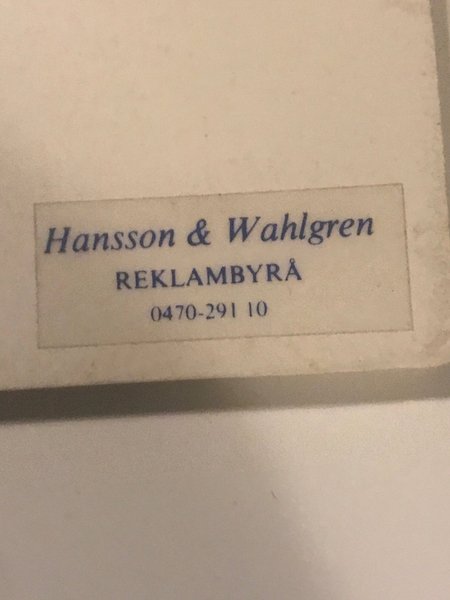 Hansson & Wahlgren
REKLAMBYRÅ
0470-291 10